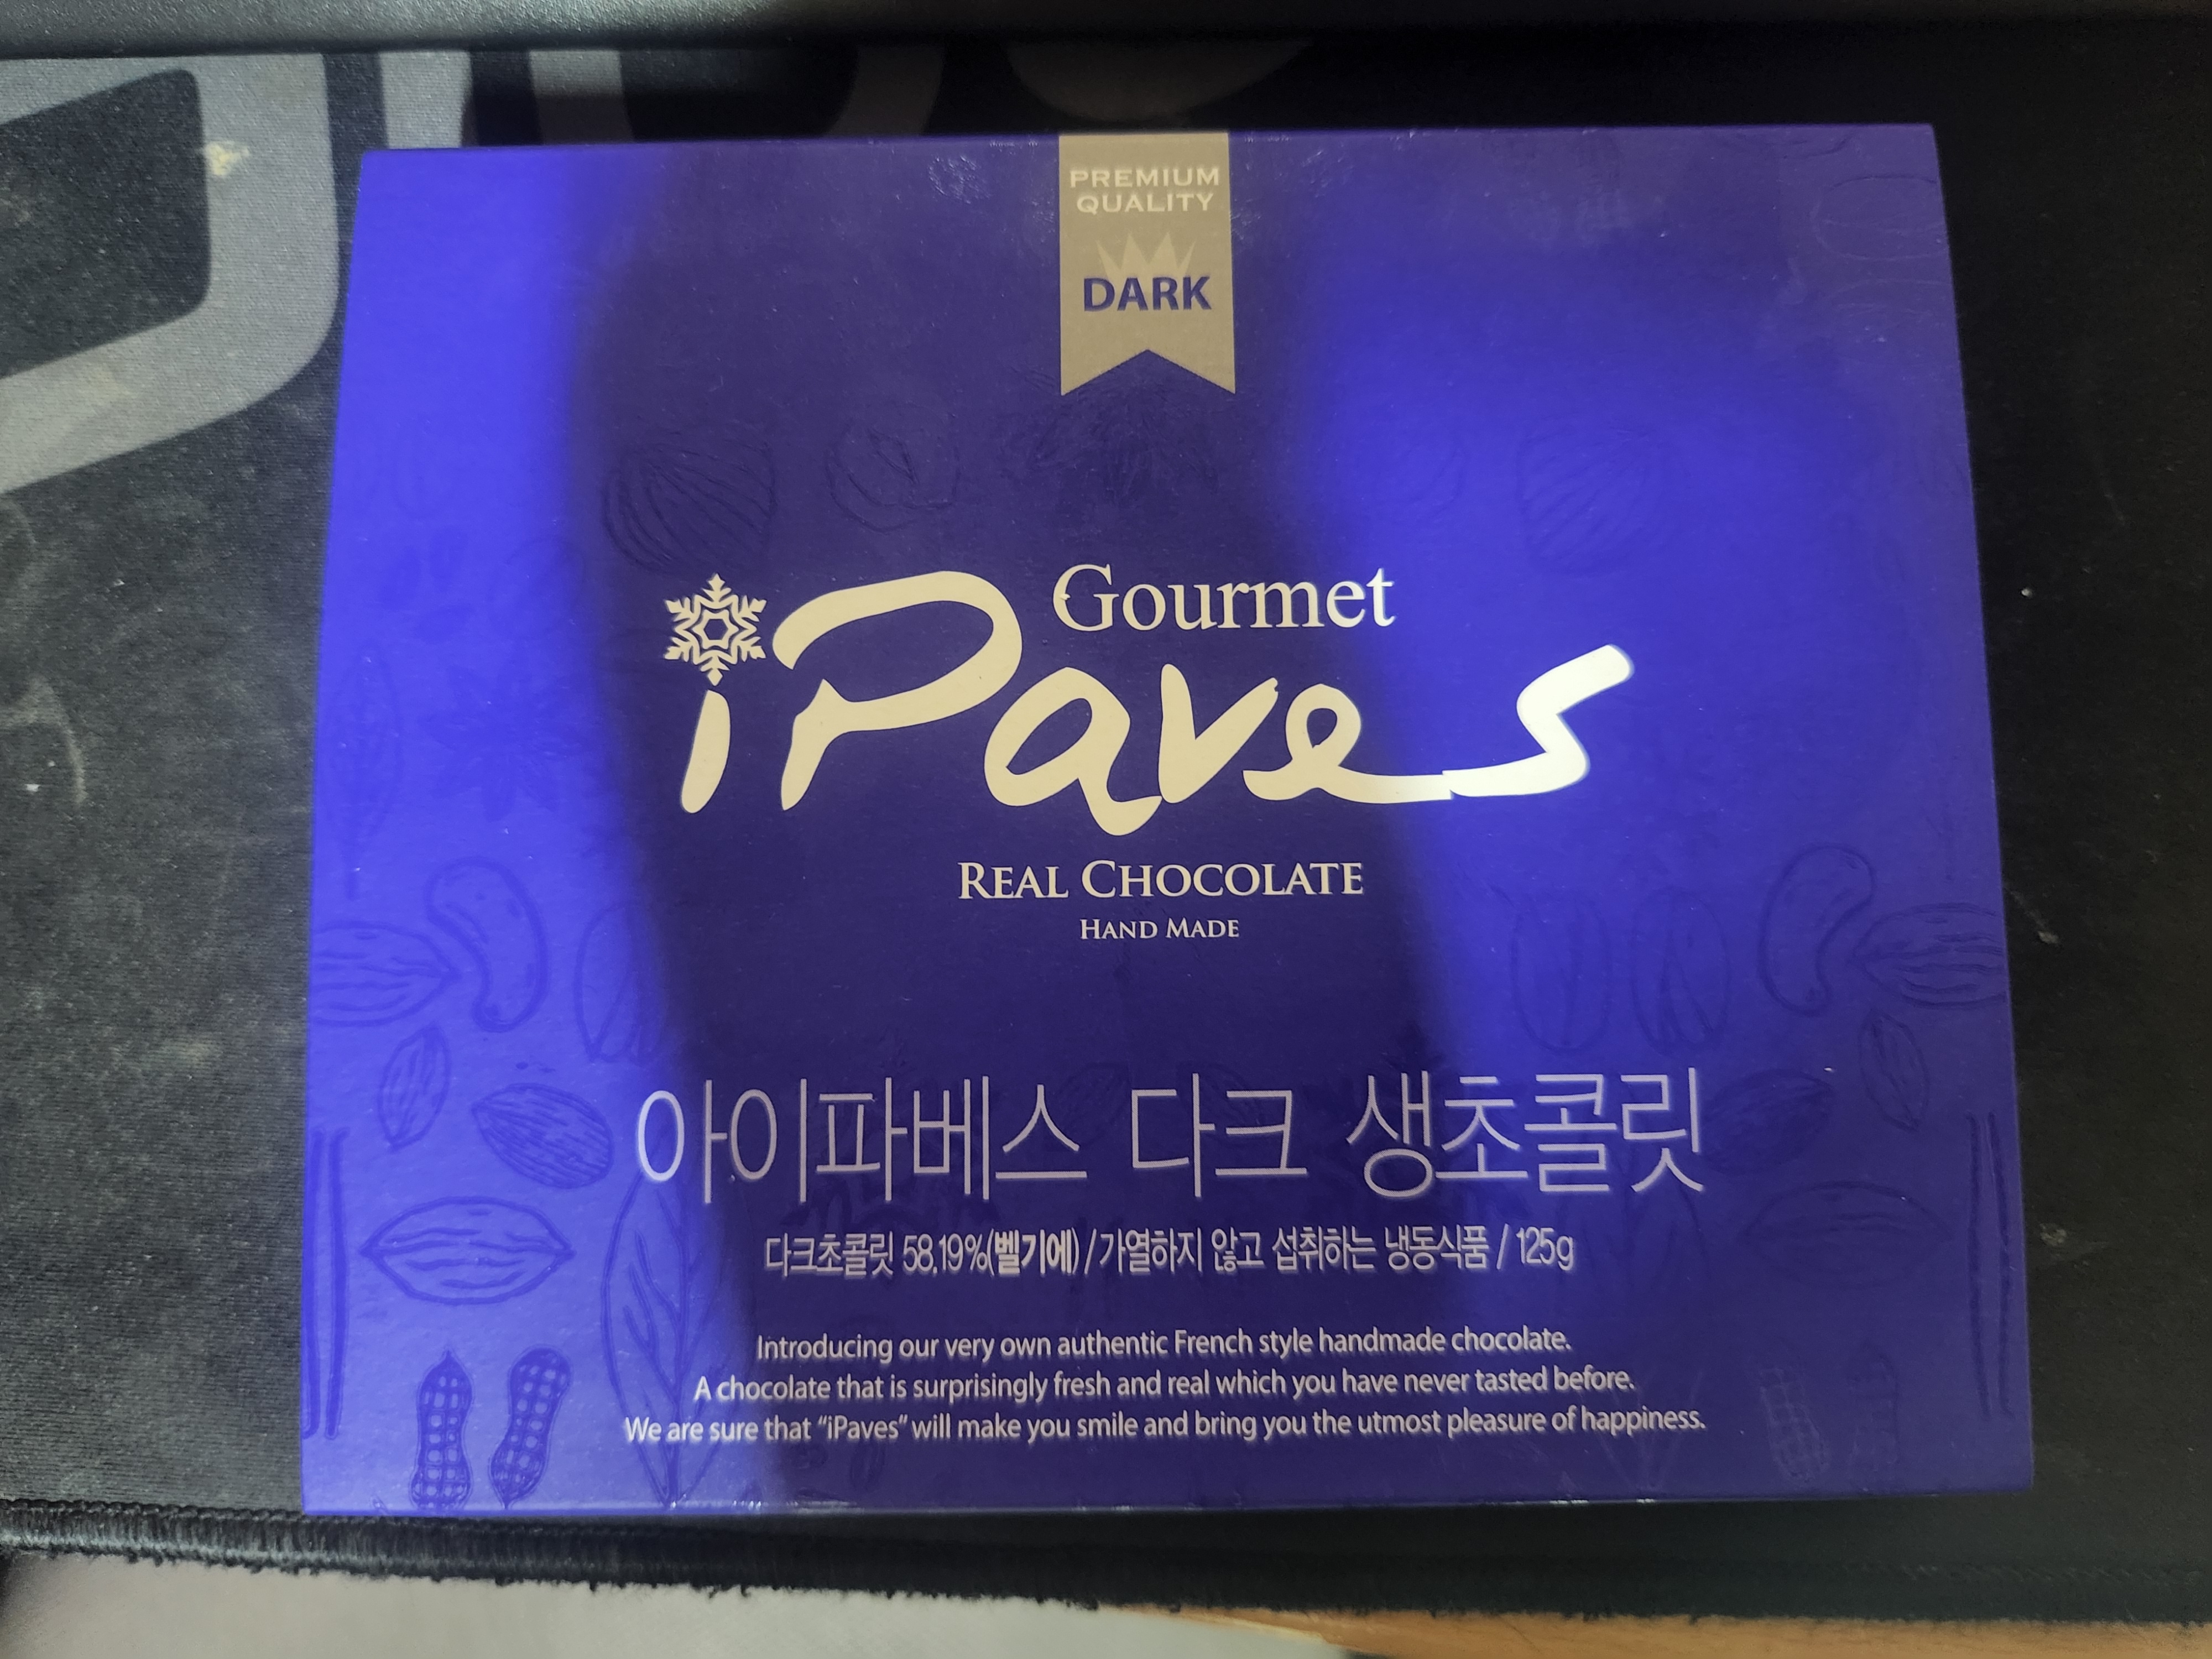 PREMIUM
QUALITY
DARK
Gourmet
iPaves
REAL CHOCOLATE
HAND MADE
아이파베스 다크 생초콜릿
다크초콜릿 58.19%(벨기에) / 가열하지 않고 섭취하는 냉동식품 / 125g
Introducing our very own authentic French style handmade chocolate.
A chocolate that is surprisingly fresh and real which you have never tasted before.
We are sure that “iPaves“ will make you smile and bring you the utmost pleasure of happiness.